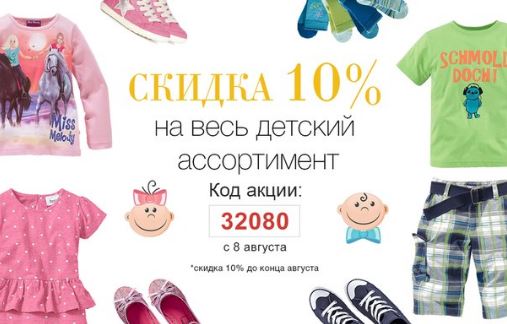 СКИДКА 10%
на весь детский
ассортимент
Код акции:
32080
с 8 августа
*скидка 10% до конца августа
Miss
Melody
SCHMOLL
DOCH!